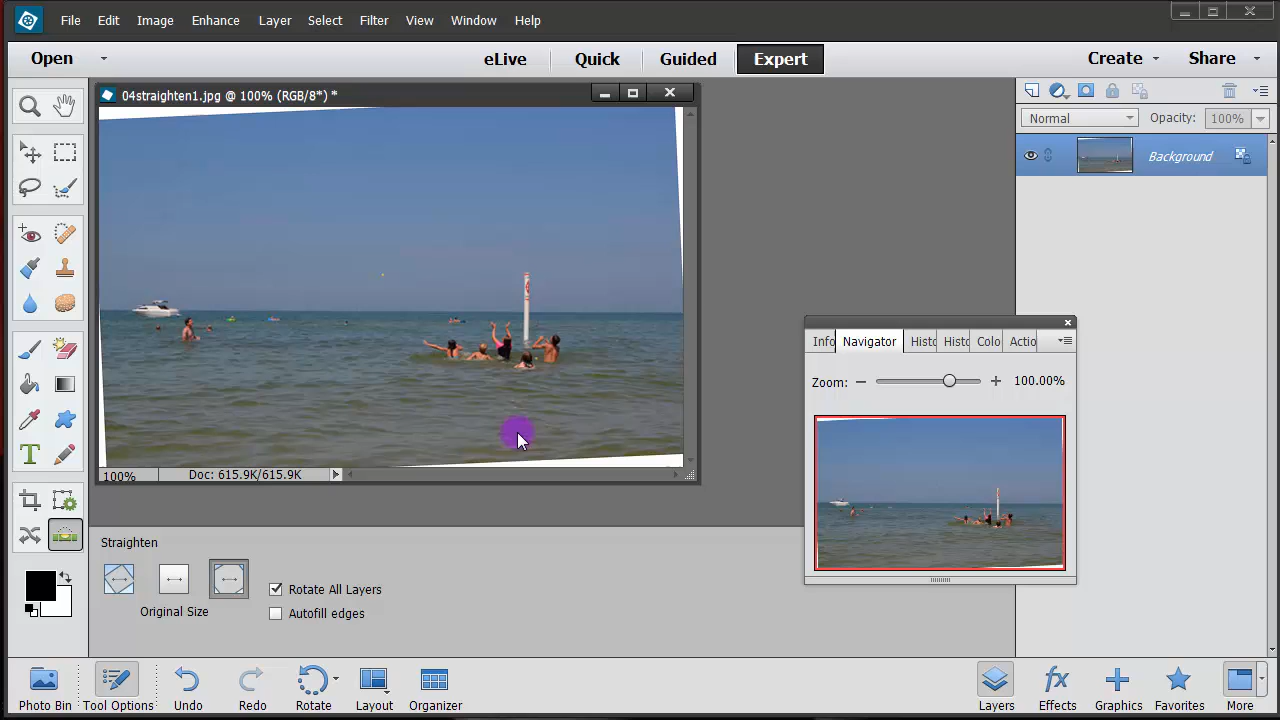 File Edit Image Enhance Layer Select Filter View Window Help
Open eLive Quick Guided Expert Create Share
04straighten1.jpg @ 100% (RGB/8*) *
Normal Opacity: 100%
Background
Info Navigator Histo Histo Colo Actio
Zoom: 100.00%
100% Doc: 615.9K/615.9K
Straighten
Original Size
Rotate All Layers
Autofill edges
Photo Bin Tool Options Undo Redo Rotate Layout Organizer Layers Effects Graphics Favorites More